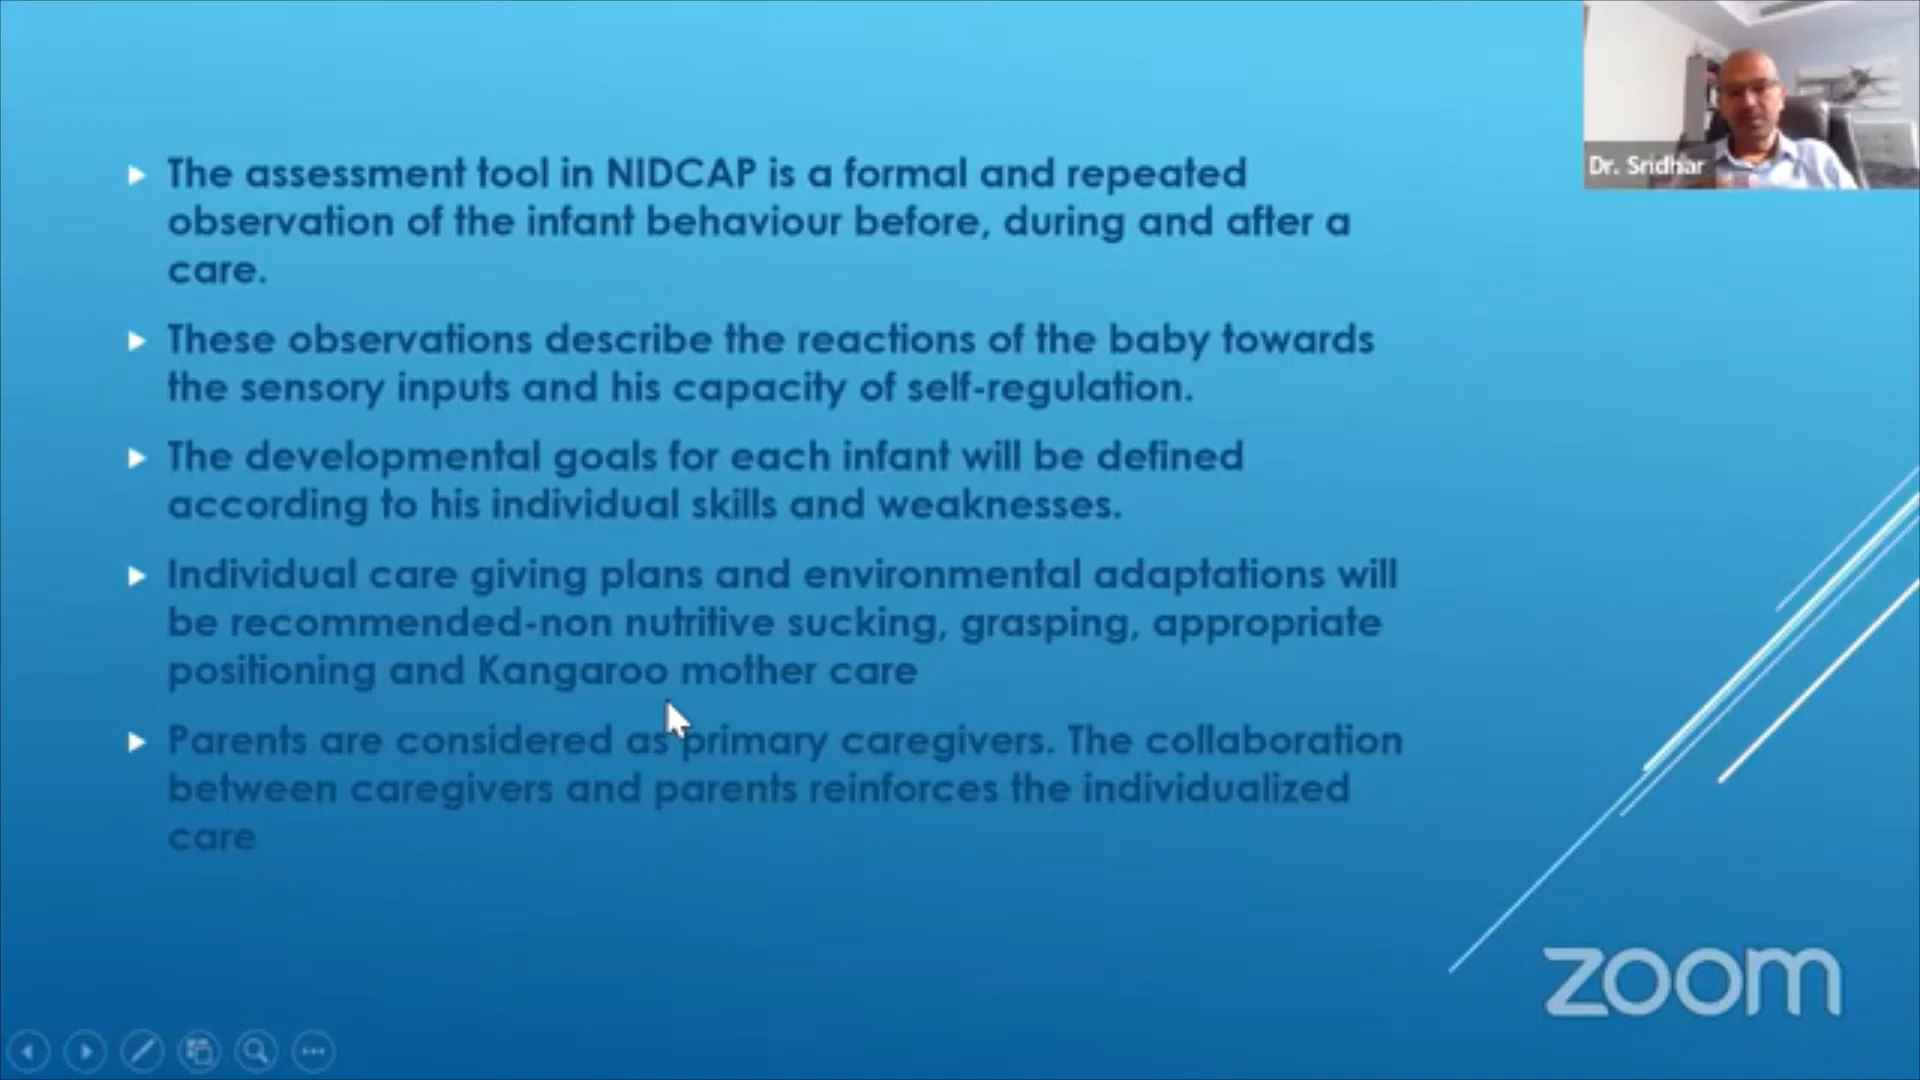 The assessment tool in NIDCAP is a formal and repeated
observation of the infant behaviour before, during and after a
care.
These observations describe the reactions of the baby towards
the sensory inputs and his capacity of self-regulation.
The developmental goals for each infant will be defined
according to his individual skills and weaknesses.
Individual care giving plans and environmental adaptations will
be recommended-non nutritive sucking, grasping, appropriate
positioning and Kangaroo mother care
Parents are considered as primary caregivers. The collaboration
between caregivers and parents reinforces the individualized
care
Dr. Sridhar
zoom